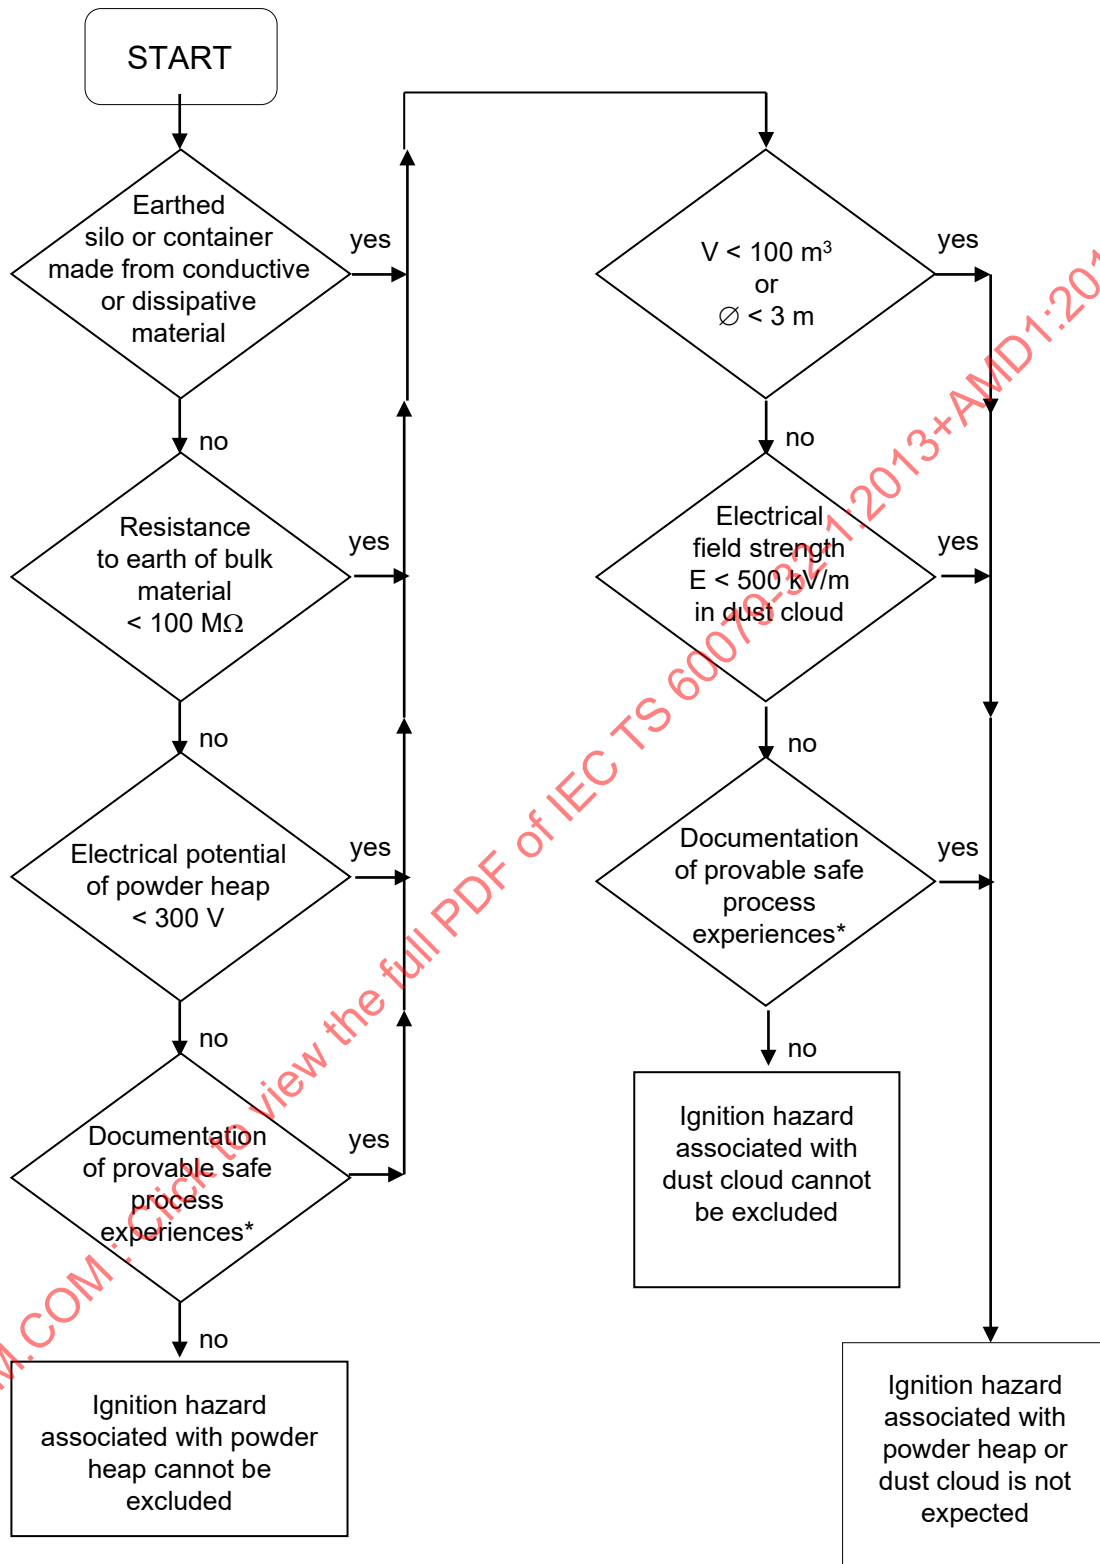 START
Earthed
silo or container
made from conductive
or dissipative
material
yes
no
Resistance
to earth of bulk
material
< 100 MΩ
yes
no
Electrical potential
of powder heap
< 300 V
yes
no
Documentation
of provable safe
process
experiences*
yes
no
Ignition hazard
associated with powder
heap cannot be
excluded
V < 100 m³
or
∅ < 3 m
yes
no
Electrical
field strength
E < 500 kV/m
in dust cloud
yes
no
Documentation
of provable safe
process
experiences*
yes
no
Ignition hazard
associated with
dust cloud cannot
be excluded
Ignition hazard
associated with
powder heap or
dust cloud is not
expected
M.COM : Click to view the full PDF of IEC TS 60079-32-1:2013+AMD1:201